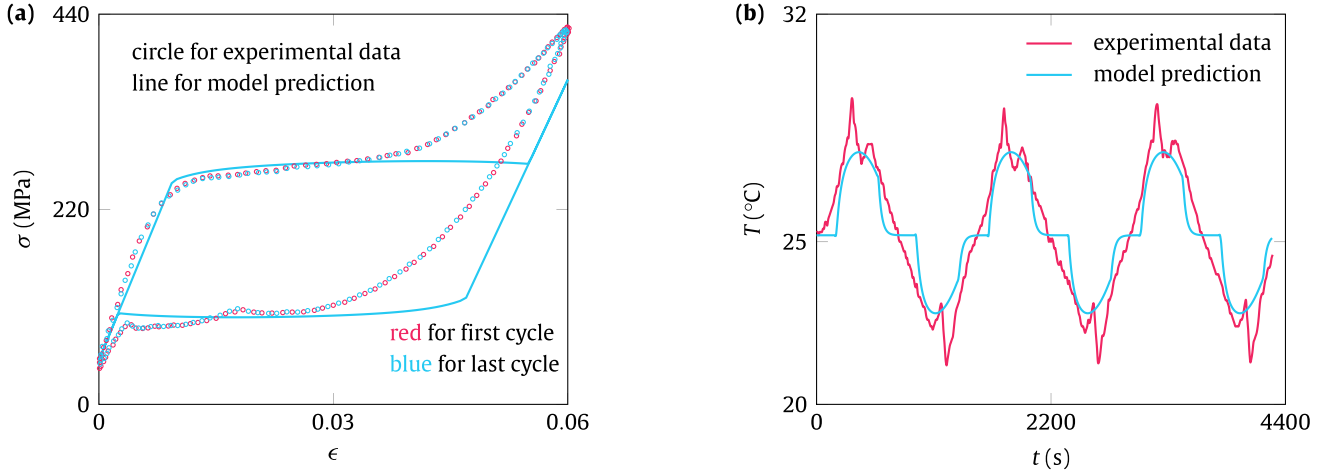 (a)
440
circle for experimental data
line for model prediction
σ (MPa)
220
red for first cycle
blue for last cycle
0
0
0.03
0.06
ϵ
(b)
32
experimental data
model prediction
T (°C)
25
20
0
2200
4400
t (s)